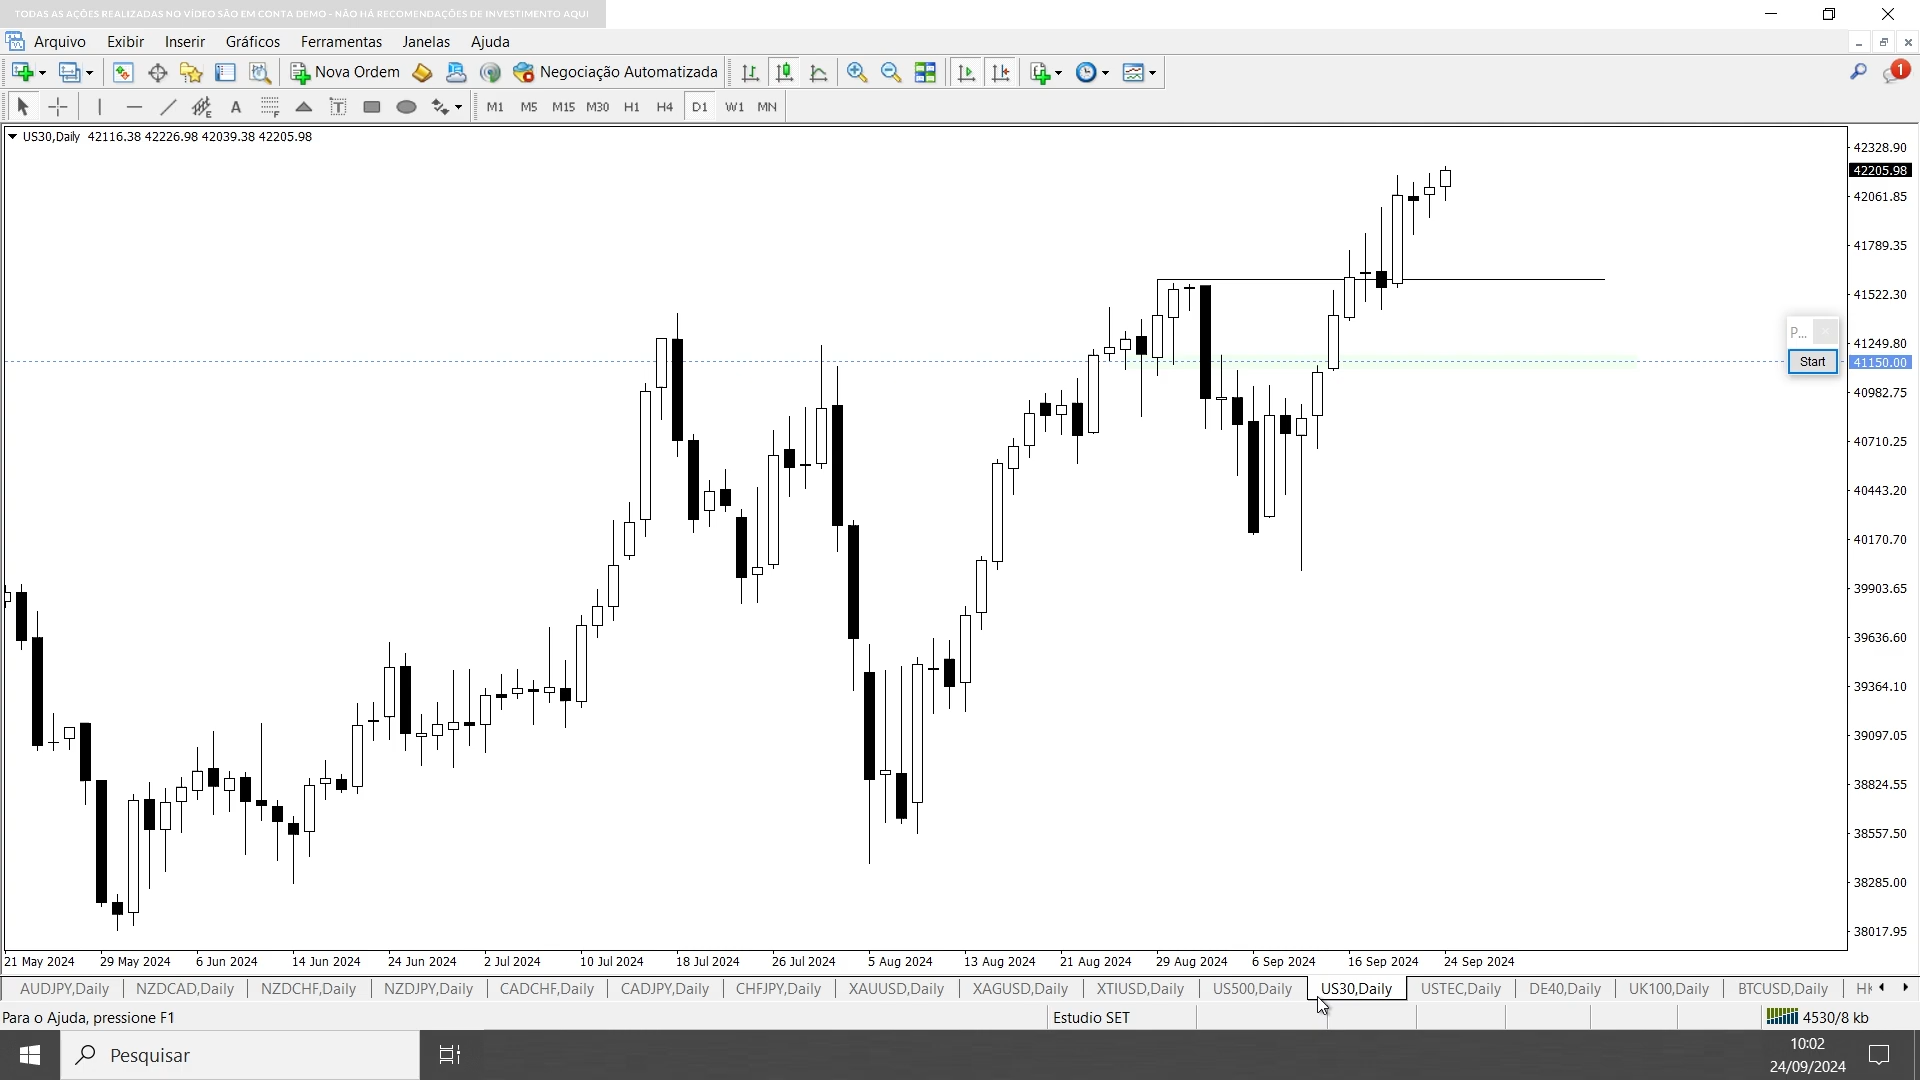 TODAS AS AÇÕES REALIZADAS NO VÍDEO SÃO EM CONTA DEMO - NÃO HÁ RECOMENDAÇÕES DE INVESTIMENTO AQUI
Arquivo Exibir Inserir Gráficos Ferramentas Janelas Ajuda
Nova Ordem Negociação Automatizada 1
A M1 M5 M15 M30 H1 H4 D1 W1 MN
US30,Daily 42116.38 42226.98 42039.38 42205.98
42328.90
42205.98
42061.85
41789.35
41522.30
P...
41249.80
Start
41150.00
40982.75
40710.25
40443.20
40170.70
39903.65
39636.60
39364.10
39097.05
38824.55
38557.50
38285.00
38017.95
21 May 2024 29 May 2024 6 Jun 2024 14 Jun 2024 24 Jun 2024 2 Jul 2024 10 Jul 2024 18 Jul 2024 26 Jul 2024 5 Aug 2024 13 Aug 2024 21 Aug 2024 29 Aug 2024 6 Sep 2024 16 Sep 2024 24 Sep 2024
AUDJPY,Daily NZDCAD,Daily NZDCHF,Daily NZDJPY,Daily CADCHF,Daily CADJPY,Daily CHFJPY,Daily XAUUSD,Daily XAGUSD,Daily XTIUSD,Daily US500,Daily US30,Daily USTEC,Daily DE40,Daily UK100,Daily BTCUSD,Daily HK
Para o Ajuda, pressione F1 Estudio SET 4530/8 kb
Pesquisar
10:02
24/09/2024